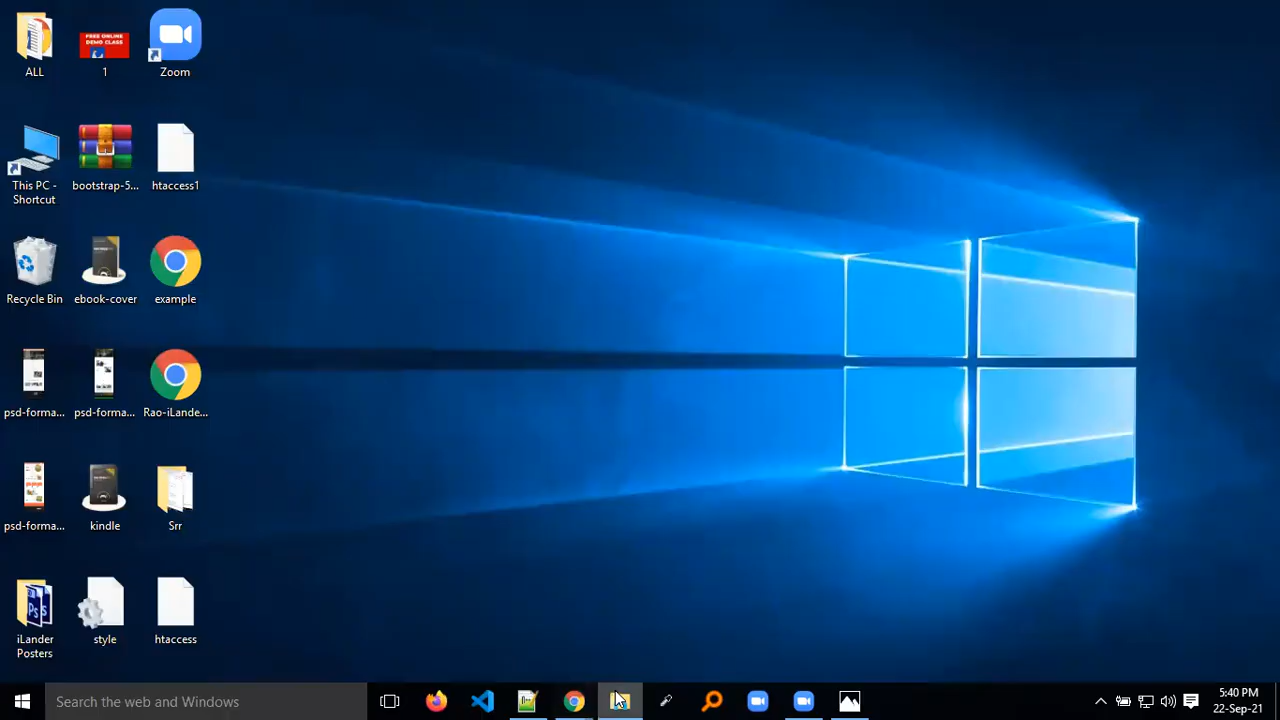 ALL
FREE ONLINE
DEMO CLASS
1
Zoom
This PC -
Shortcut
bootstrap-5...
htaccess1
Recycle Bin
ebook-cover
example
psd-forma...
psd-forma...
Rao-iLande...
psd-forma...
kindle
Srr
iLander
Posters
style
htaccess
Search the web and Windows
5:40 PM
22-Sep-21